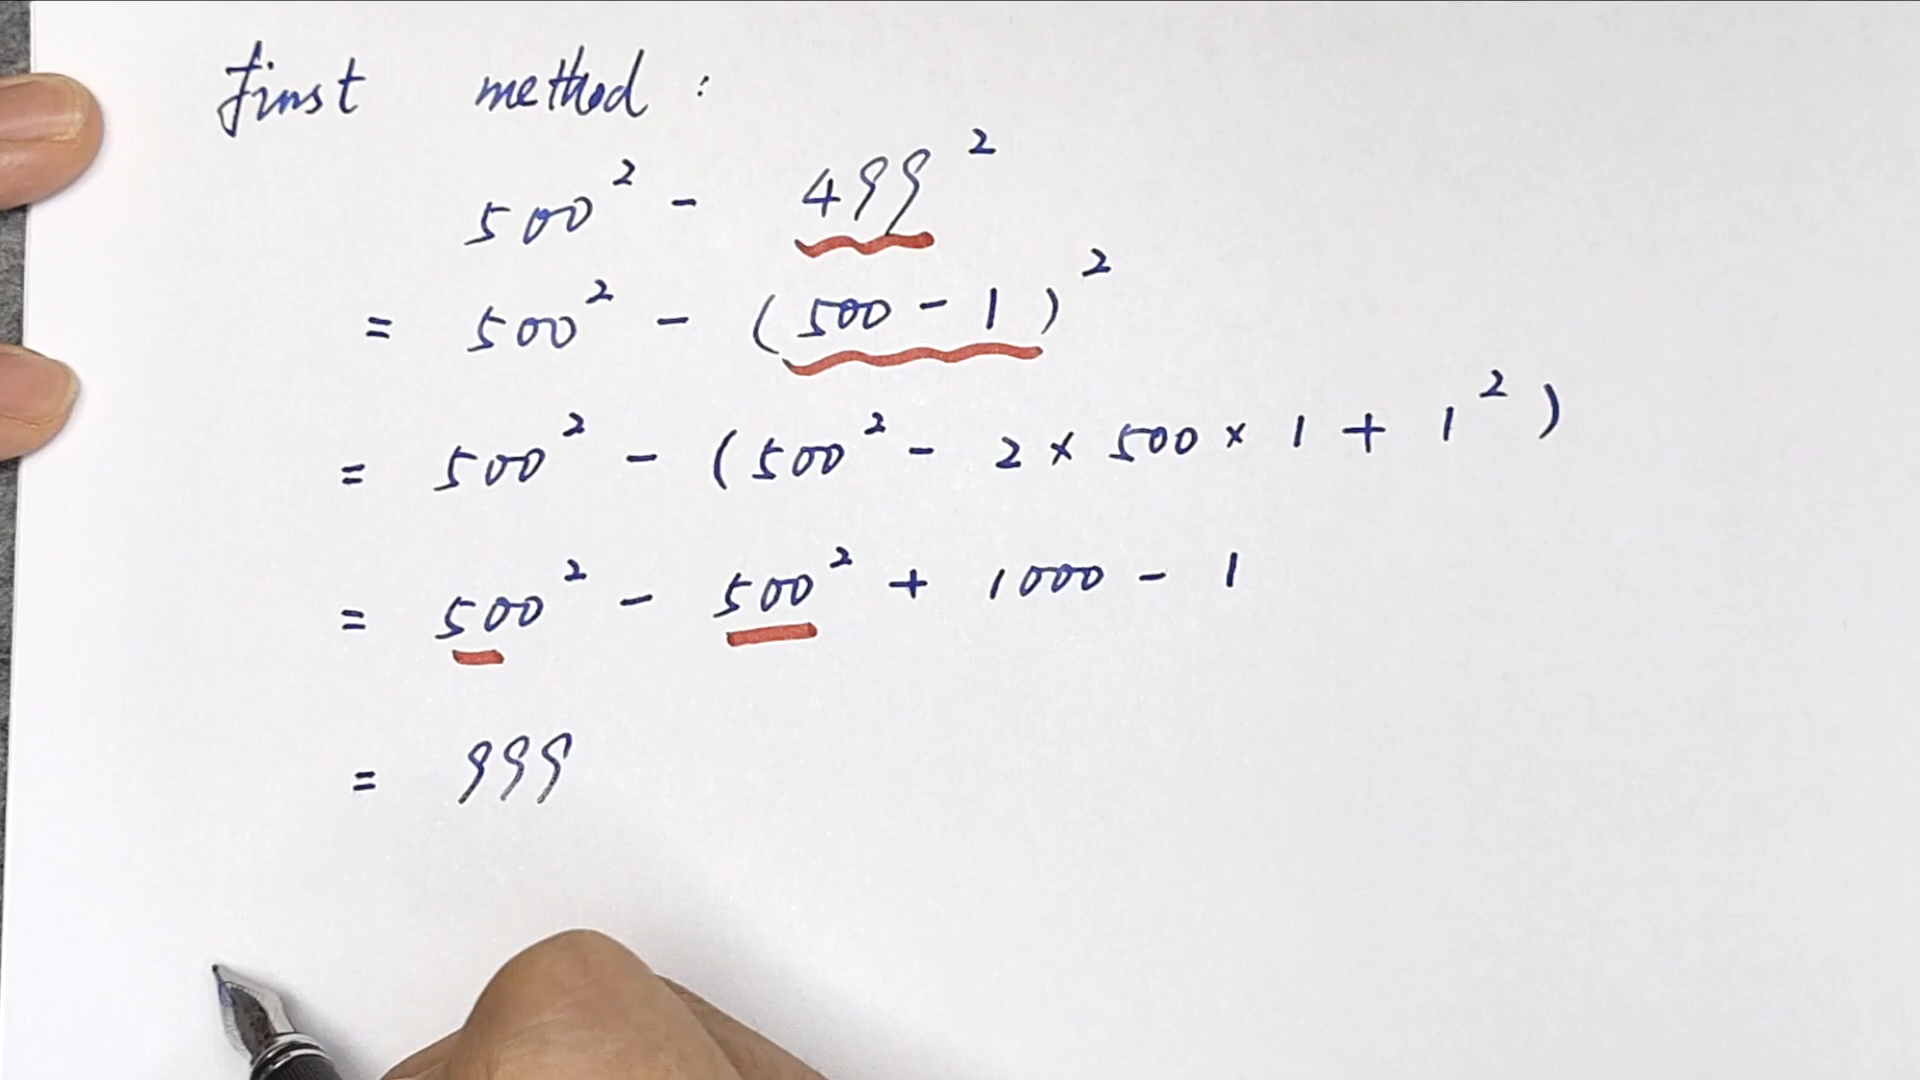 first method :
500² - 499²
= 500² - (500 - 1)²
= 500² - (500² - 2 × 500 × 1 + 1²)
= 500² - 500² + 1000 - 1
= 999